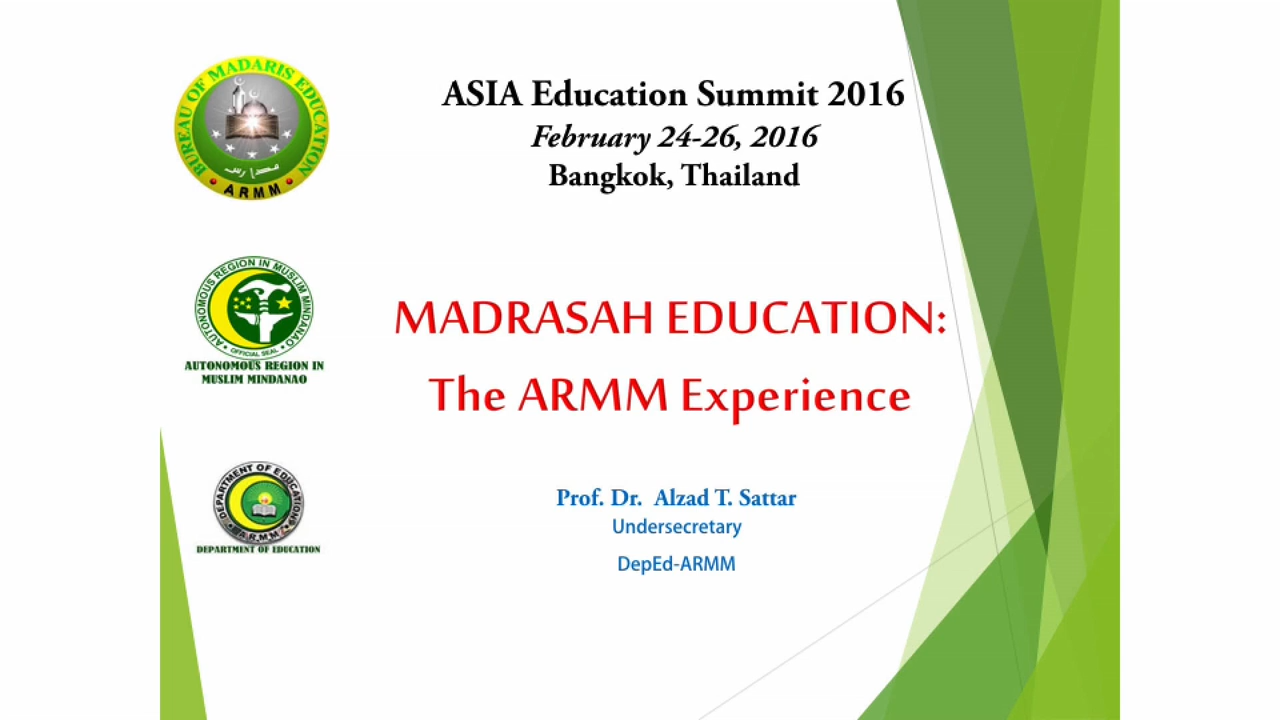 ASIA Education Summit 2016
February 24-26, 2016
Bangkok, Thailand
BUREAU OF MADARIS EDUCATION
مدارس
ARMM
AUTONOMOUS REGION IN MUSLIM MINDANAO
OFFICIAL SEAL
AUTONOMOUS REGION IN
MUSLIM MINDANAO
MADRASAH EDUCATION:
The ARMM Experience
DEPARTMENT OF EDUCATION
A.R.M.M.
DEPARTMENT OF EDUCATION
Prof. Dr. Alzad T. Sattar
Undersecretary
DepEd-ARMM